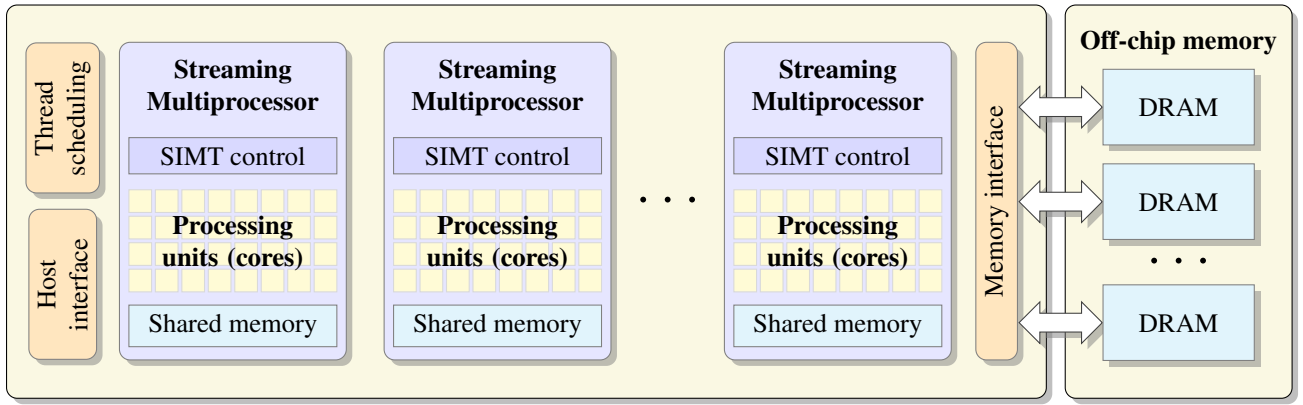 Thread
scheduling
Host
interface
Streaming
Multiprocessor
SIMT control
Processing
units (cores)
Shared memory
Streaming
Multiprocessor
SIMT control
Processing
units (cores)
Shared memory
. . .
Streaming
Multiprocessor
SIMT control
Processing
units (cores)
Shared memory
Memory interface
Off-chip memory
DRAM
DRAM
. . .
DRAM